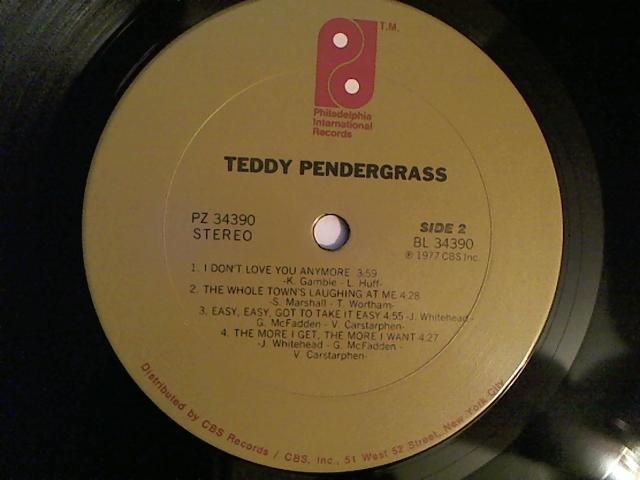 T.M.
Philadelphia
International
Records
TEDDY PENDERGRASS
PZ 34390
STEREO
SIDE 2
BL 34390
℗ 1977 CBS Inc.
1. I DON'T LOVE YOU ANYMORE 3:59
-K. Gamble - L. Huff-
2. THE WHOLE TOWN'S LAUGHING AT ME 4:28
-S. Marshall - T. Wortham-
3. EASY, EASY, GOT TO TAKE IT EASY 4:55 -J. Whitehead-
G. McFadden - V. Carstarphen-
4. THE MORE I GET, THE MORE I WANT 4:27
-J. Whitehead - G. McFadden -
V. Carstarphen-
Distributed by CBS Records / CBS, Inc., 51 West 52 Street, New York City